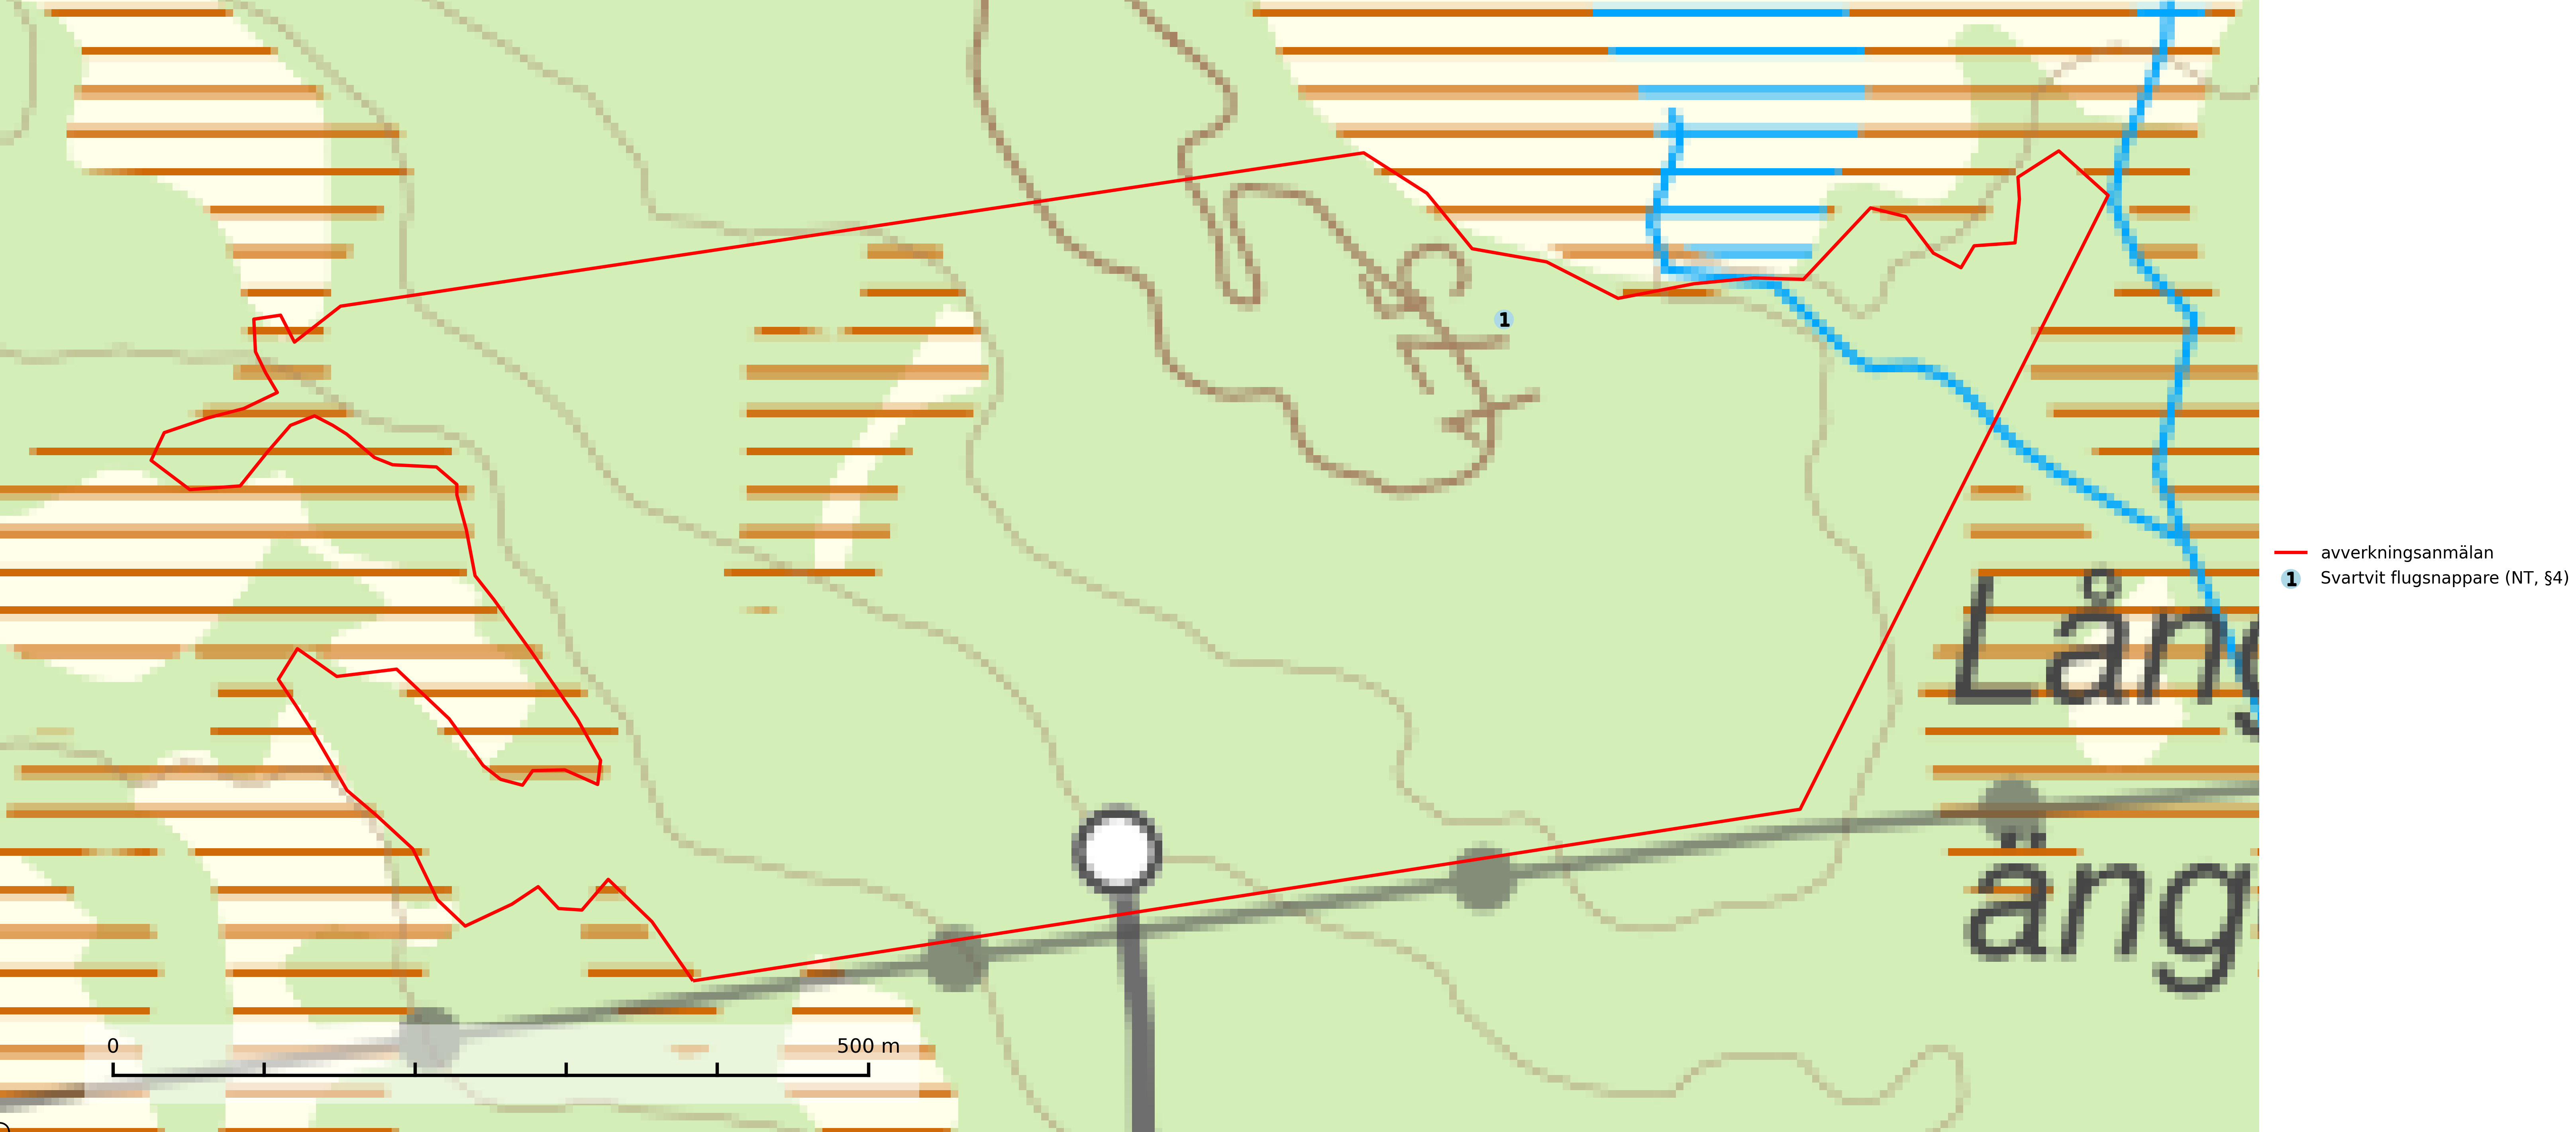 1
Lång
äng
0 500 m
avverkningsanmälan
1 Svartvit flugsnappare (NT, §4)